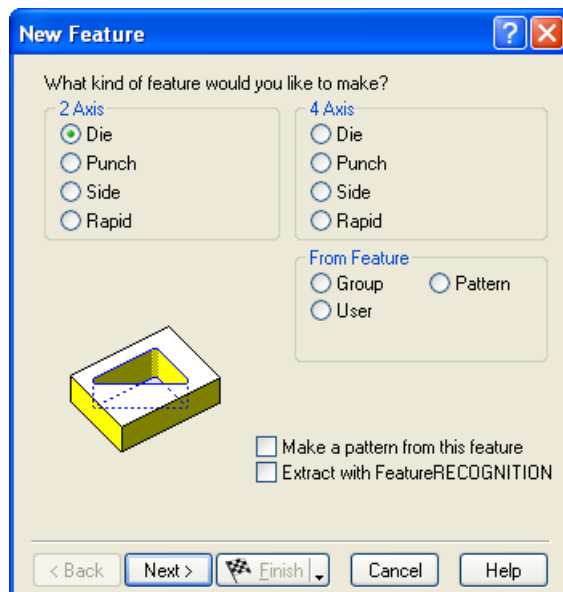 New Feature
What kind of feature would you like to make?
2 Axis
Die
Punch
Side
Rapid
4 Axis
Die
Punch
Side
Rapid
From Feature
Group
Pattern
User
Make a pattern from this feature
Extract with FeatureRECOGNITION
< Back
Next >
Finish
Cancel
Help